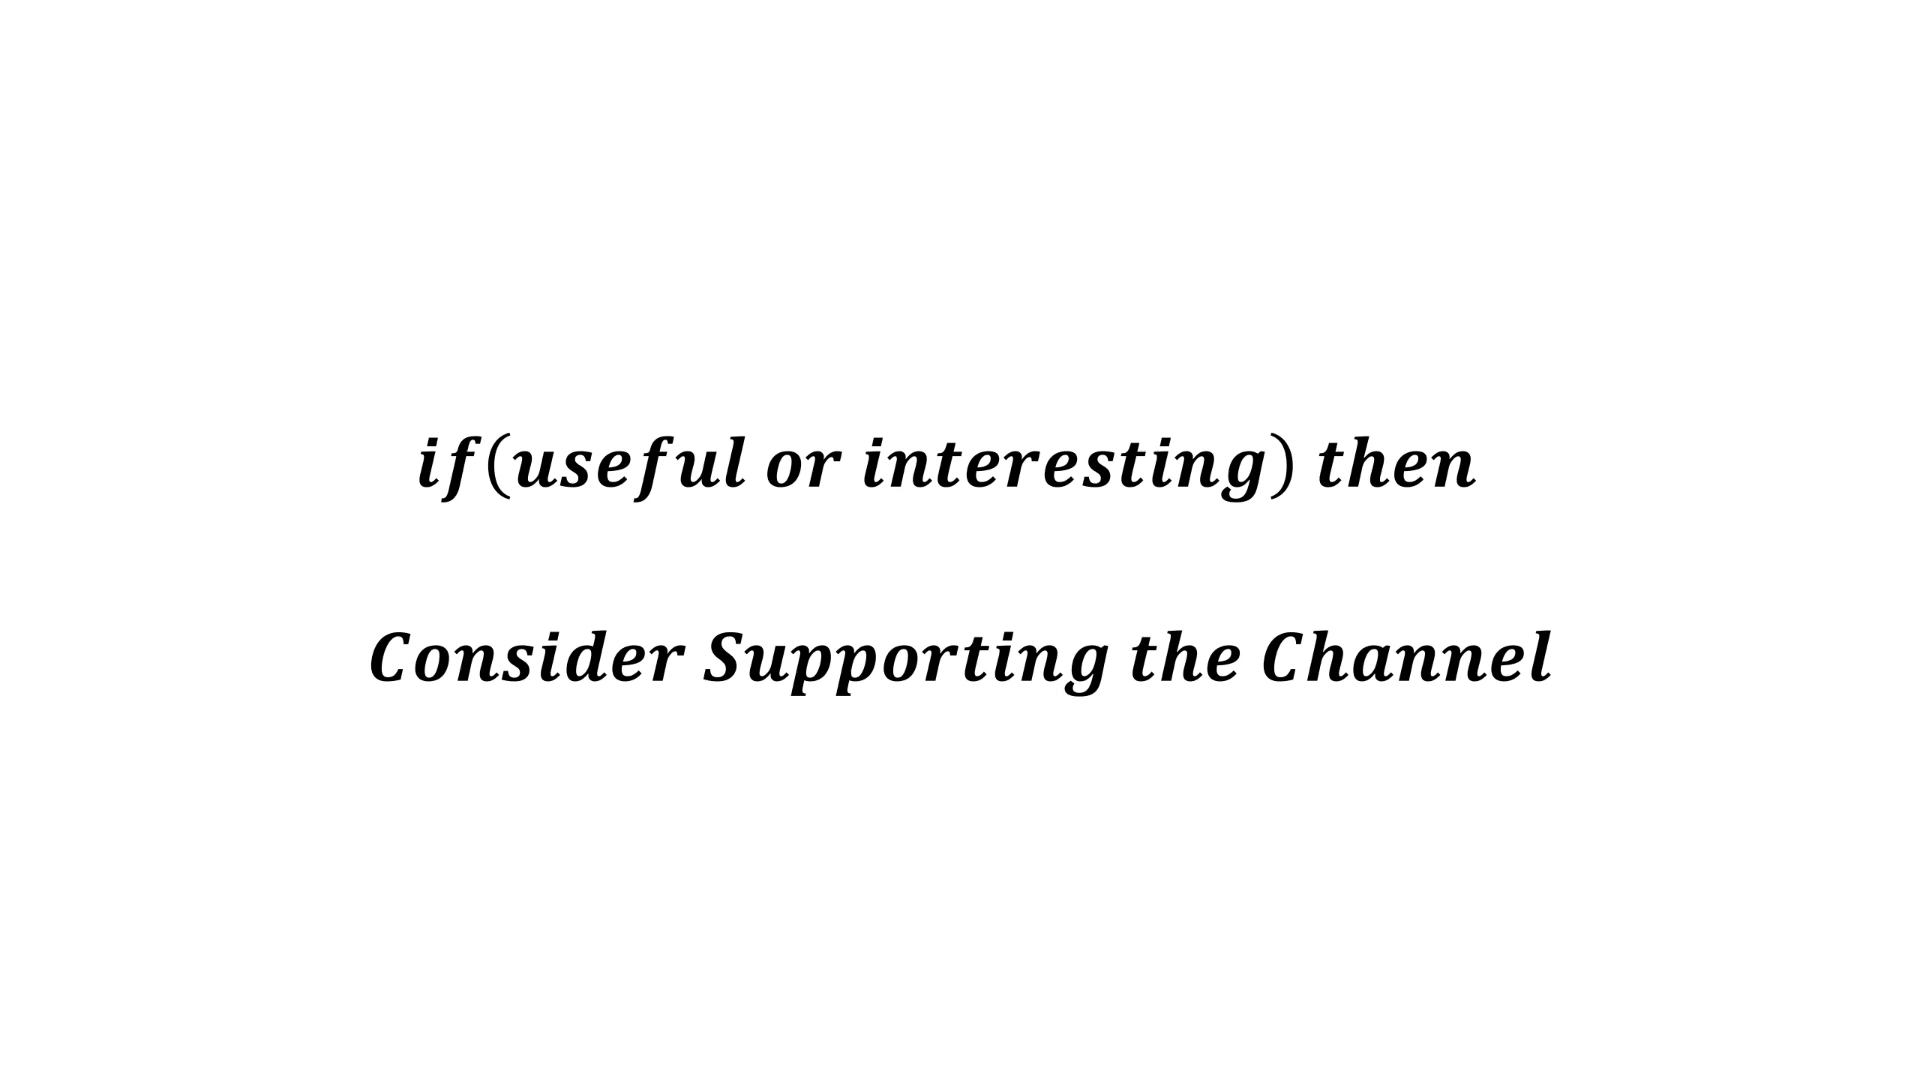 if(useful or interesting) then
Consider Supporting the Channel